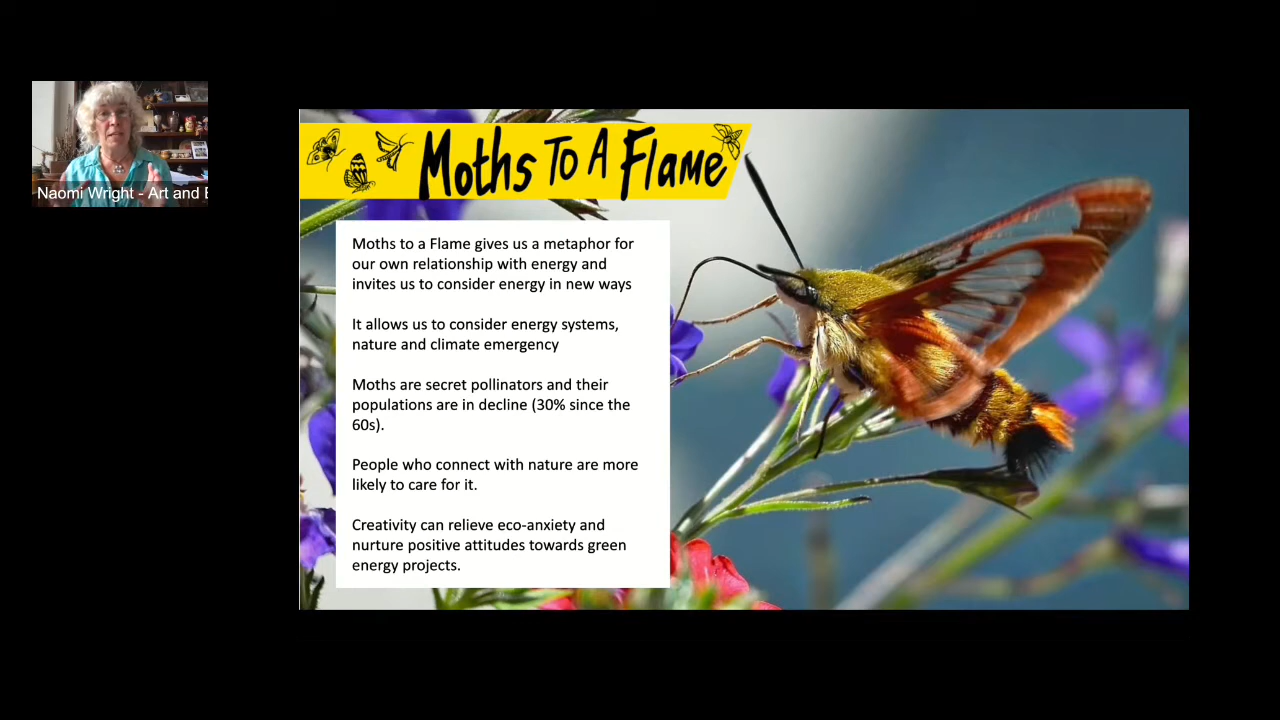 Moths To A Flame
Naomi Wright - Art and
Moths to a Flame gives us a metaphor for
our own relationship with energy and
invites us to consider energy in new ways
It allows us to consider energy systems,
nature and climate emergency
Moths are secret pollinators and their
populations are in decline (30% since the
60s).
People who connect with nature are more
likely to care for it.
Creativity can relieve eco-anxiety and
nurture positive attitudes towards green
energy projects.